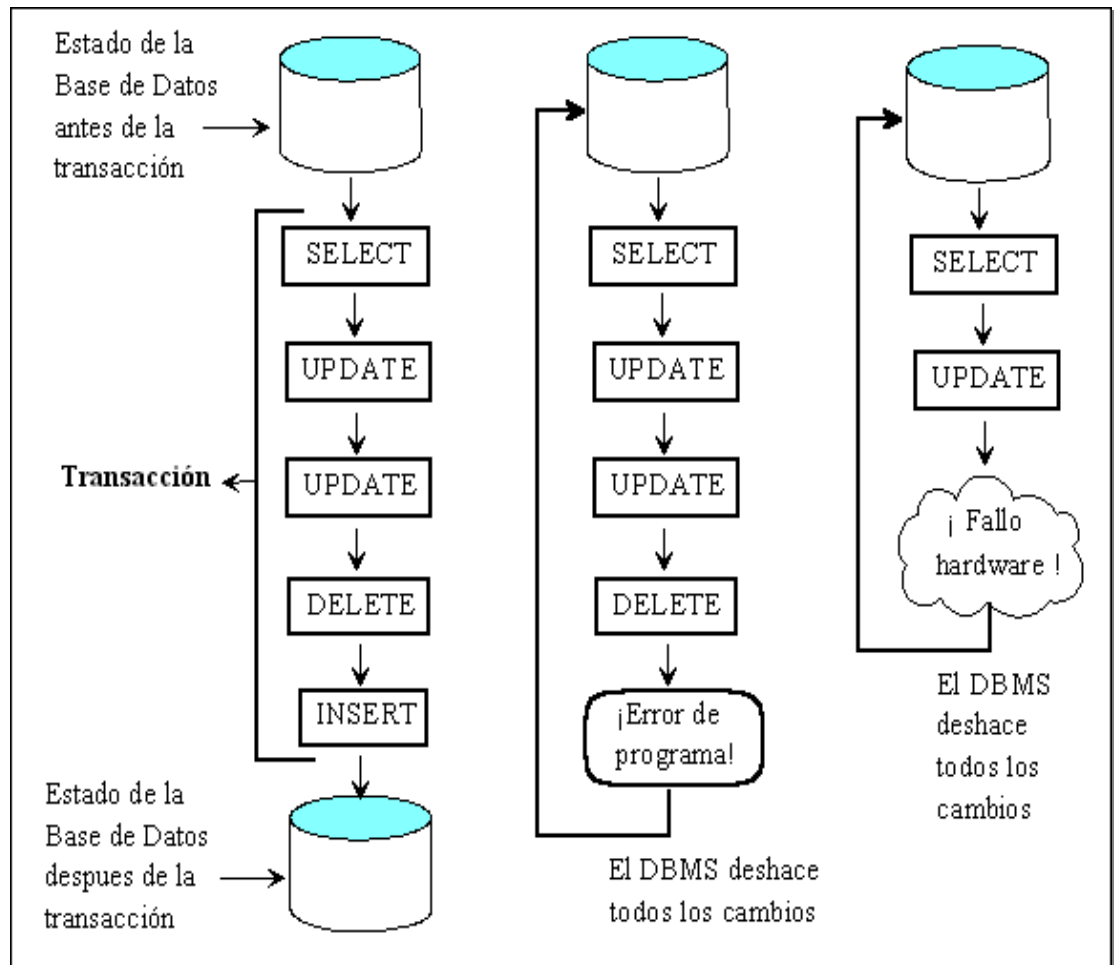 Estado de la
Base de Datos
antes de la
transacción
SELECT
UPDATE
UPDATE
DELETE
INSERT
Transacción
Estado de la
Base de Datos
despues de la
transacción
SELECT
UPDATE
UPDATE
DELETE
¡Error de
programa!
El DBMS deshace
todos los cambios
SELECT
UPDATE
¡ Fallo
hardware !
El DBMS
deshace
todos los
cambios